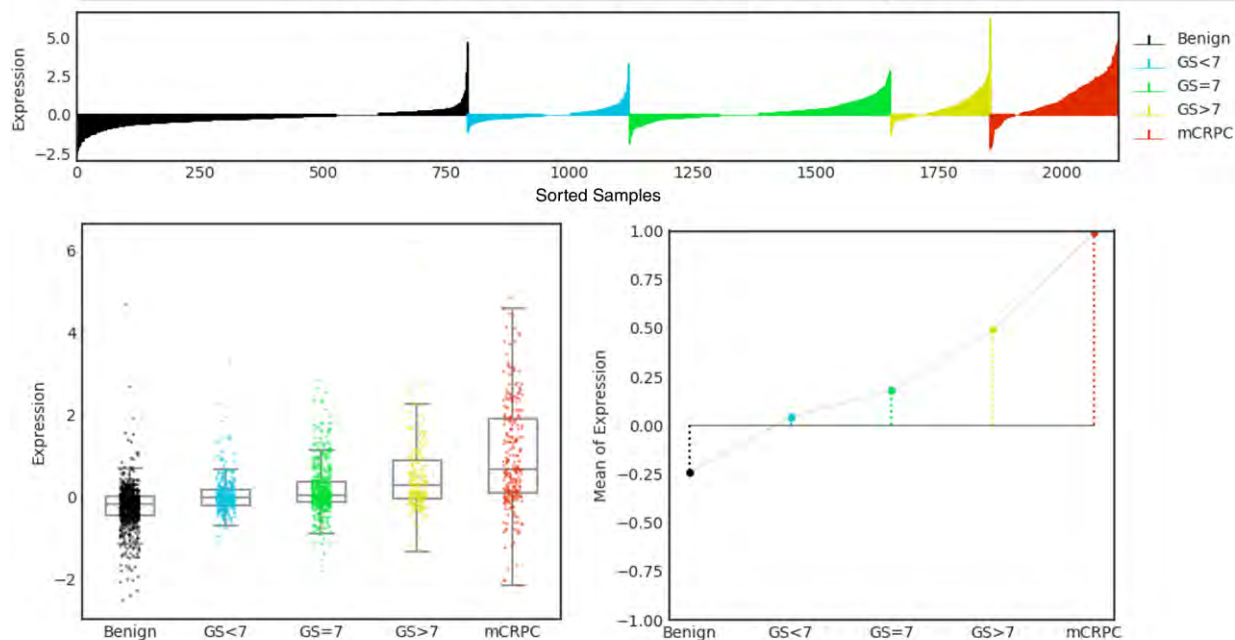 5.0
2.5
0.0
−2.5
Expression
0
250
500
750
1000
1250
1500
1750
2000
Sorted Samples
Benign
GS<7
GS=7
GS>7
mCRPC
6
4
2
0
−2
Expression
Benign
GS<7
GS=7
GS>7
mCRPC
1.00
0.75
0.50
0.25
0.00
−0.25
−0.50
−0.75
−1.00
Mean of Expression
Benign
GS<7
GS=7
GS>7
mCRPC